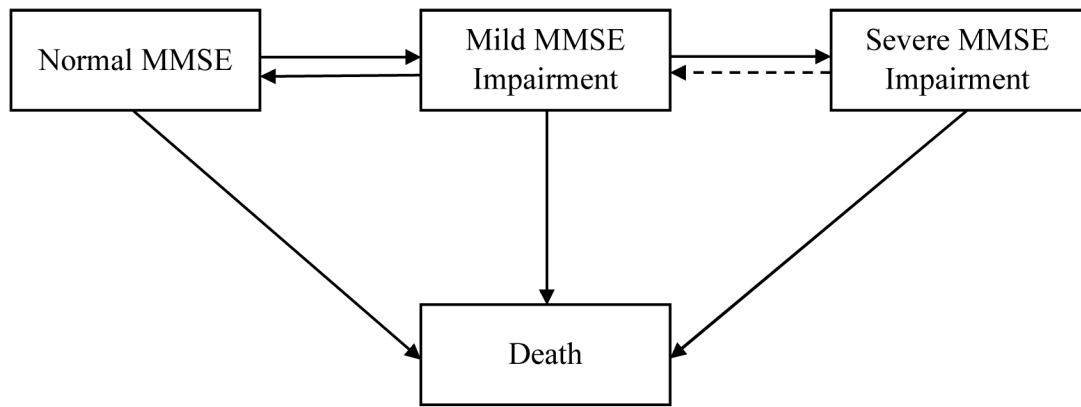 Normal MMSE
Mild MMSE
Impairment
Severe MMSE
Impairment
Death